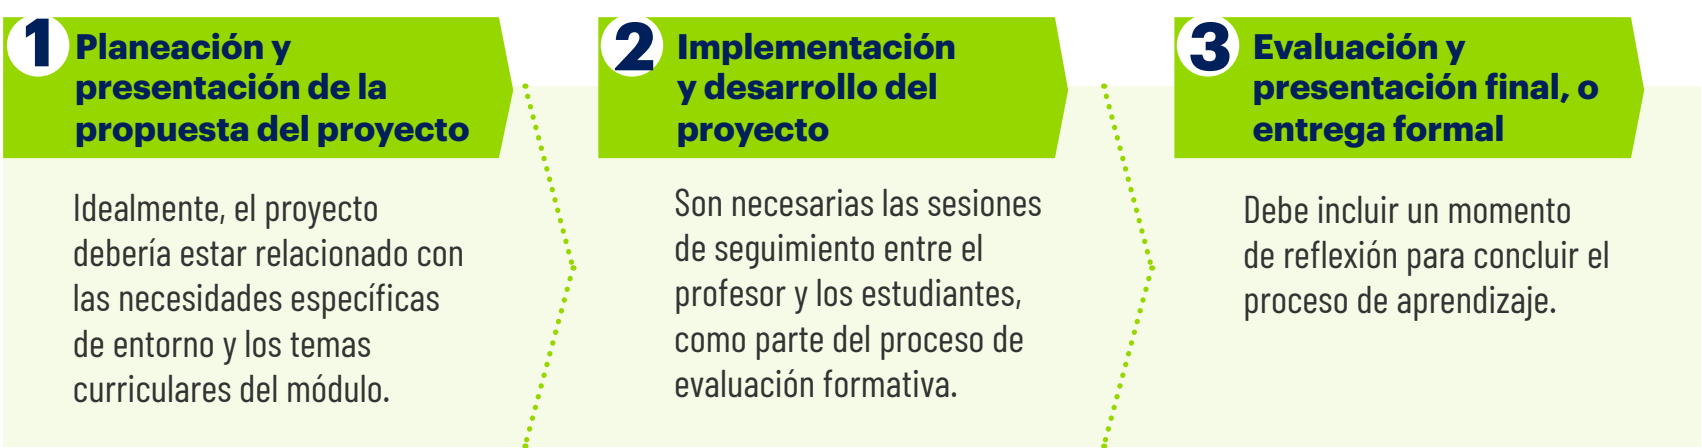 1
Planeación y
presentación de la
propuesta del proyecto
Idealmente, el proyecto
debería estar relacionado con
las necesidades específicas
de entorno y los temas
curriculares del módulo.
2
Implementación
y desarrollo del
proyecto
Son necesarias las sesiones
de seguimiento entre el
profesor y los estudiantes,
como parte del proceso de
evaluación formativa.
3
Evaluación y
presentación final, o
entrega formal
Debe incluir un momento
de reflexión para concluir el
proceso de aprendizaje.